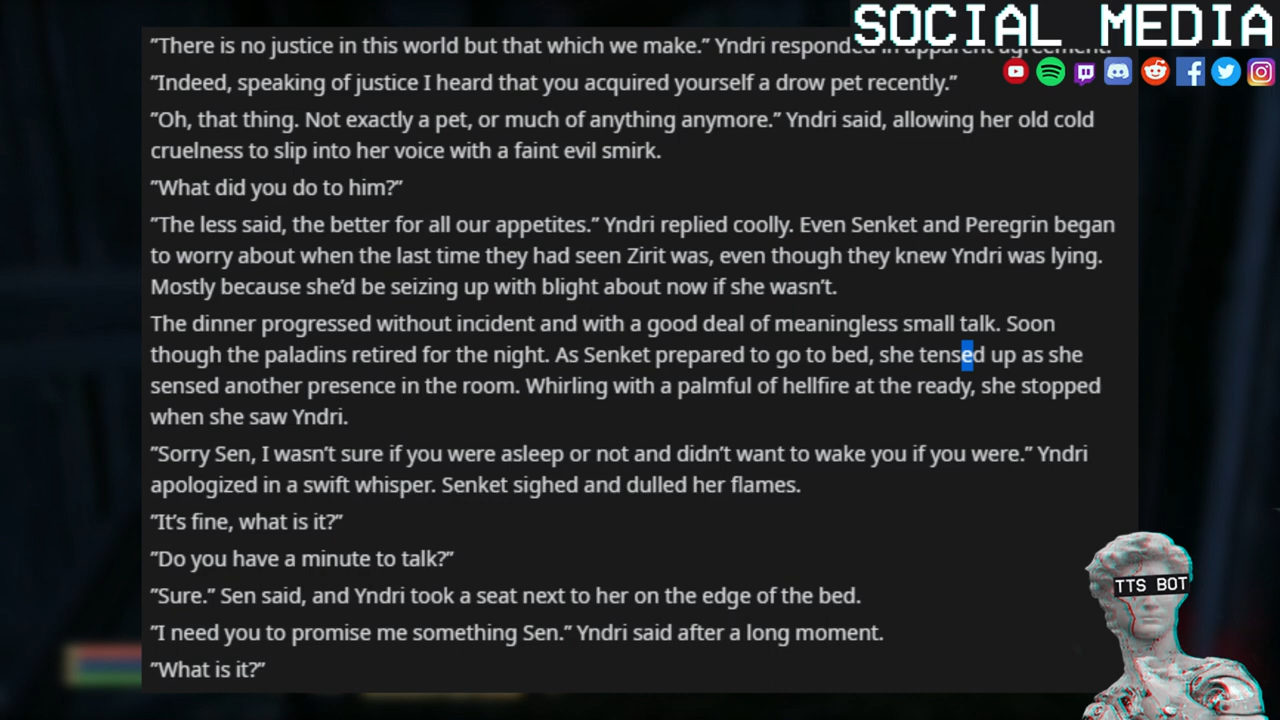 SOCIAL MEDIA
"There is no justice in this world but that which we make." Yndri responded in apparent agreement.
"Indeed, speaking of justice I heard that you acquired yourself a drow pet recently."
"Oh, that thing. Not exactly a pet, or much of anything anymore." Yndri said, allowing her old cold
cruelness to slip into her voice with a faint evil smirk.
"What did you do to him?"
"The less said, the better for all our appetites." Yndri replied coolly. Even Senket and Peregrin began
to worry about when the last time they had seen Zirit was, even though they knew Yndri was lying.
Mostly because she'd be seizing up with blight about now if she wasn't.
The dinner progressed without incident and with a good deal of meaningless small talk. Soon
though the paladins retired for the night. As Senket prepared to go to bed, she tensed up as she
sensed another presence in the room. Whirling with a palmful of hellfire at the ready, she stopped
when she saw Yndri.
"Sorry Sen, I wasn't sure if you were asleep or not and didn't want to wake you if you were." Yndri
apologized in a swift whisper. Senket sighed and dulled her flames.
"It's fine, what is it?"
"Do you have a minute to talk?"
"Sure." Sen said, and Yndri took a seat next to her on the edge of the bed.
"I need you to promise me something Sen." Yndri said after a long moment.
"What is it?"
TTS BOT